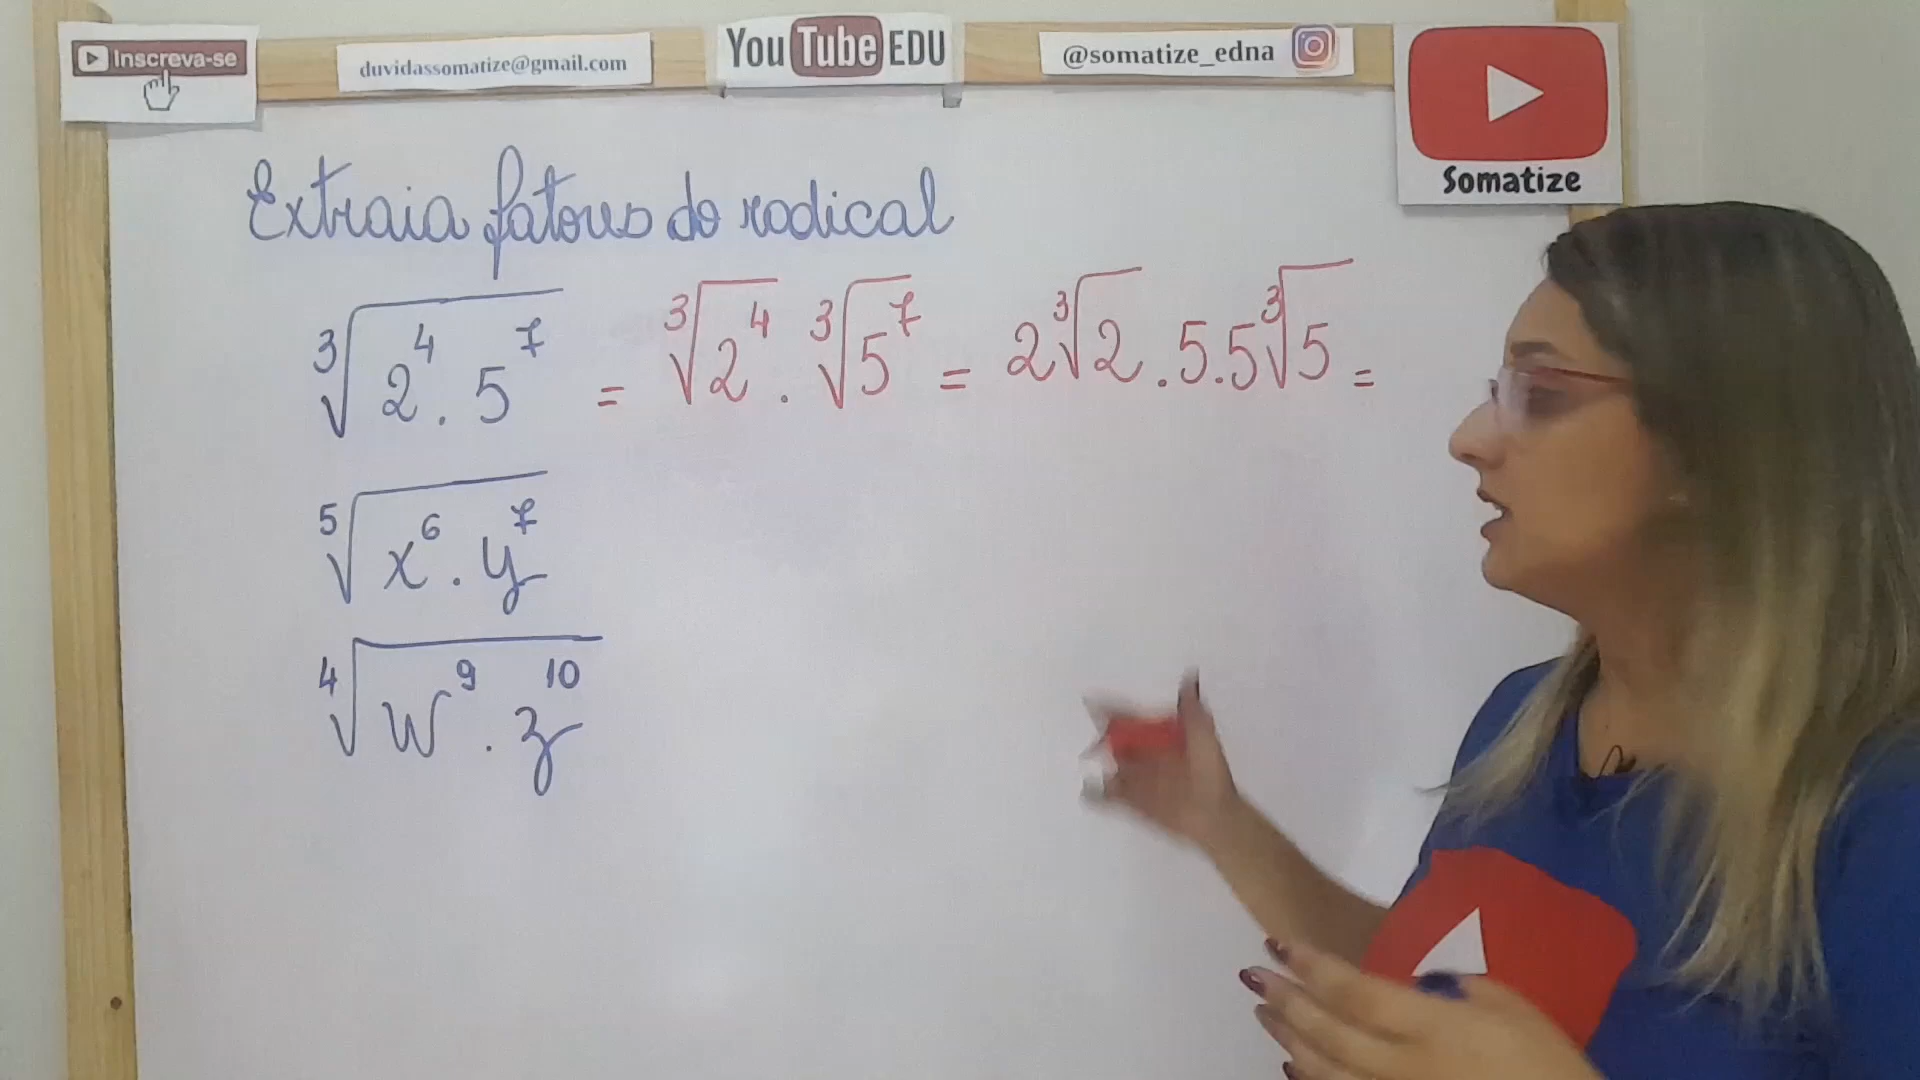 Inscreva-se
duvidassomatize@gmail.com
YouTube EDU
@somatize_edna
Somatize
Extraia fatores do radical
∛(2⁴ . 5⁷) = ∛(2⁴) . ∛(5⁷) = 2∛2 . 5.5∛5 =
⁵√(x⁶ . y⁷)
⁴√(w⁹ . z¹⁰)